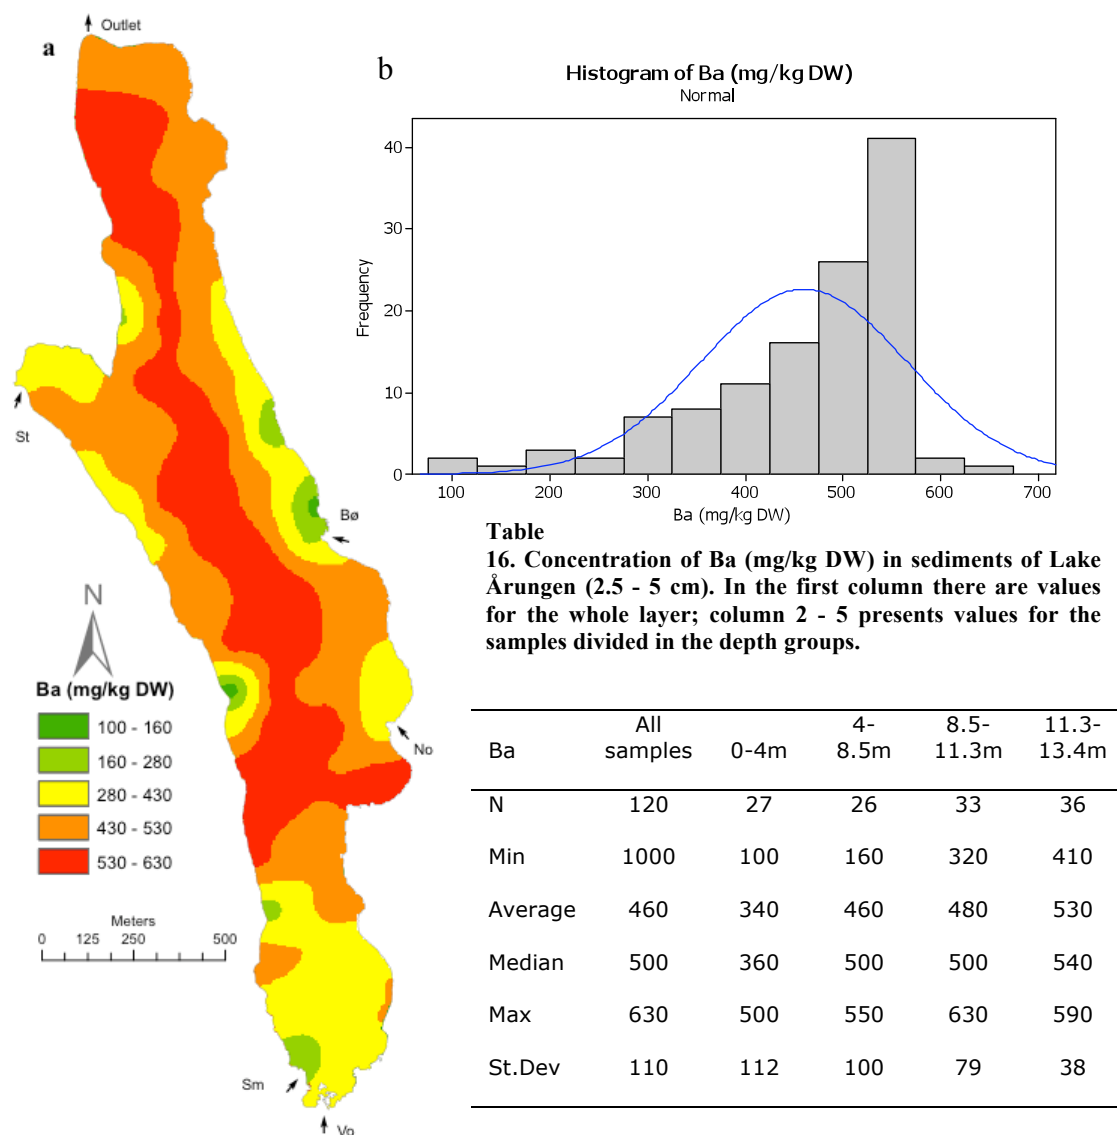 a
Outlet
St
Bø
No
Sm
Vo
N
Ba (mg/kg DW)
100 - 160
160 - 280
280 - 430
430 - 530
530 - 630
Meters
0 125 250 500
b
Histogram of Ba (mg/kg DW)
Normal
Frequency
40
30
20
10
0
100 200 300 400 500 600 700
Ba (mg/kg DW)
Table
16. Concentration of Ba (mg/kg DW) in sediments of Lake
Årungen (2.5 - 5 cm). In the first column there are values
for the whole layer; column 2 - 5 presents values for the
samples divided in the depth groups.
Ba All samples 0-4m 4-8.5m 8.5-11.3m 11.3-13.4m
N 120 27 26 33 36
Min 1000 100 160 320 410
Average 460 340 460 480 530
Median 500 360 500 500 540
Max 630 500 550 630 590
St.Dev 110 112 100 79 38